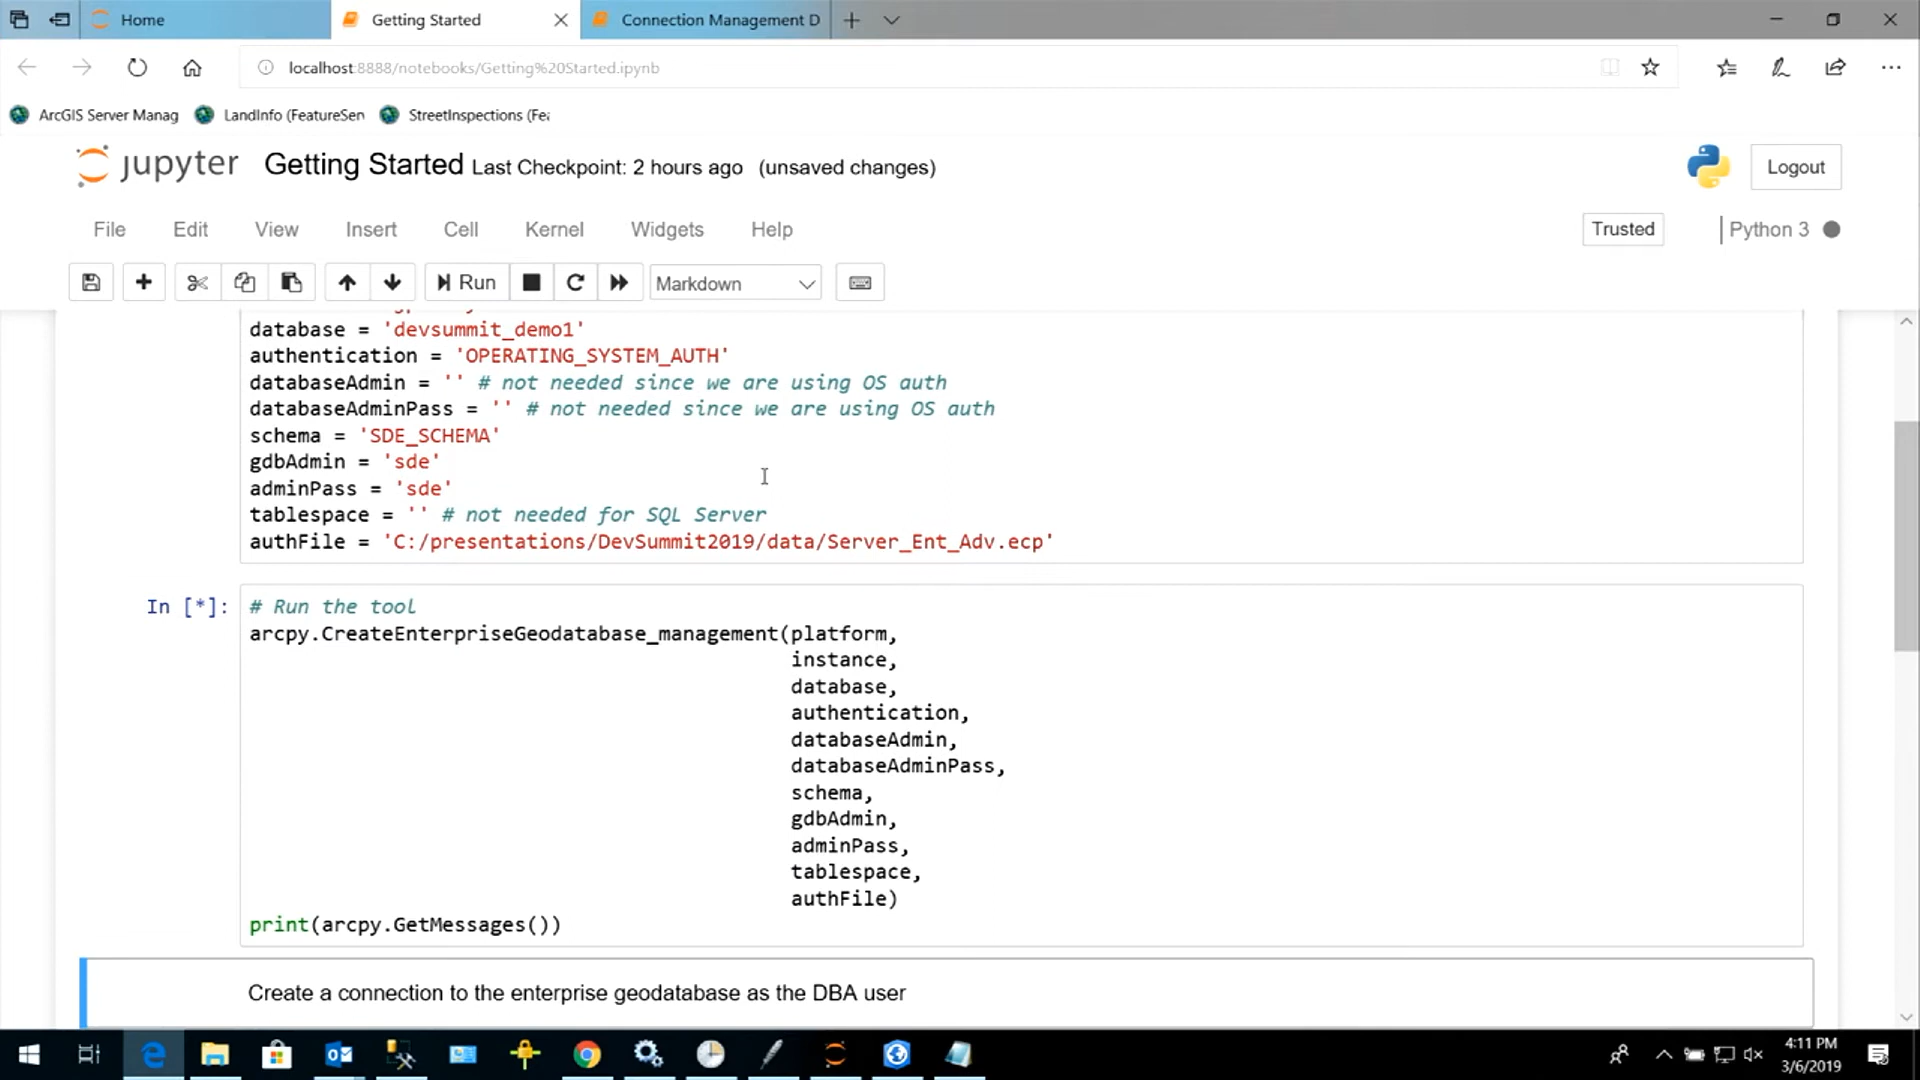 Home
Getting Started
Connection Management D
localhost:8888/notebooks/Getting%20Started.ipynb
ArcGIS Server Manag
LandInfo (FeatureSen
StreetInspections (Fea
jupyter Getting Started Last Checkpoint: 2 hours ago (unsaved changes)
Logout
File Edit View Insert Cell Kernel Widgets Help
Trusted
Python 3
Run
Markdown
database = 'devsummit_demo1'
authentication = 'OPERATING_SYSTEM_AUTH'
databaseAdmin = '' # not needed since we are using OS auth
databaseAdminPass = '' # not needed since we are using OS auth
schema = 'SDE_SCHEMA'
gdbAdmin = 'sde'
adminPass = 'sde'
tablespace = '' # not needed for SQL Server
authFile = 'C:/presentations/DevSummit2019/data/Server_Ent_Adv.ecp'
In [*]:
# Run the tool
arcpy.CreateEnterpriseGeodatabase_management(platform,
instance,
database,
authentication,
databaseAdmin,
databaseAdminPass,
schema,
gdbAdmin,
adminPass,
tablespace,
authFile)
print(arcpy.GetMessages())
Create a connection to the enterprise geodatabase as the DBA user
4:11 PM
3/6/2019